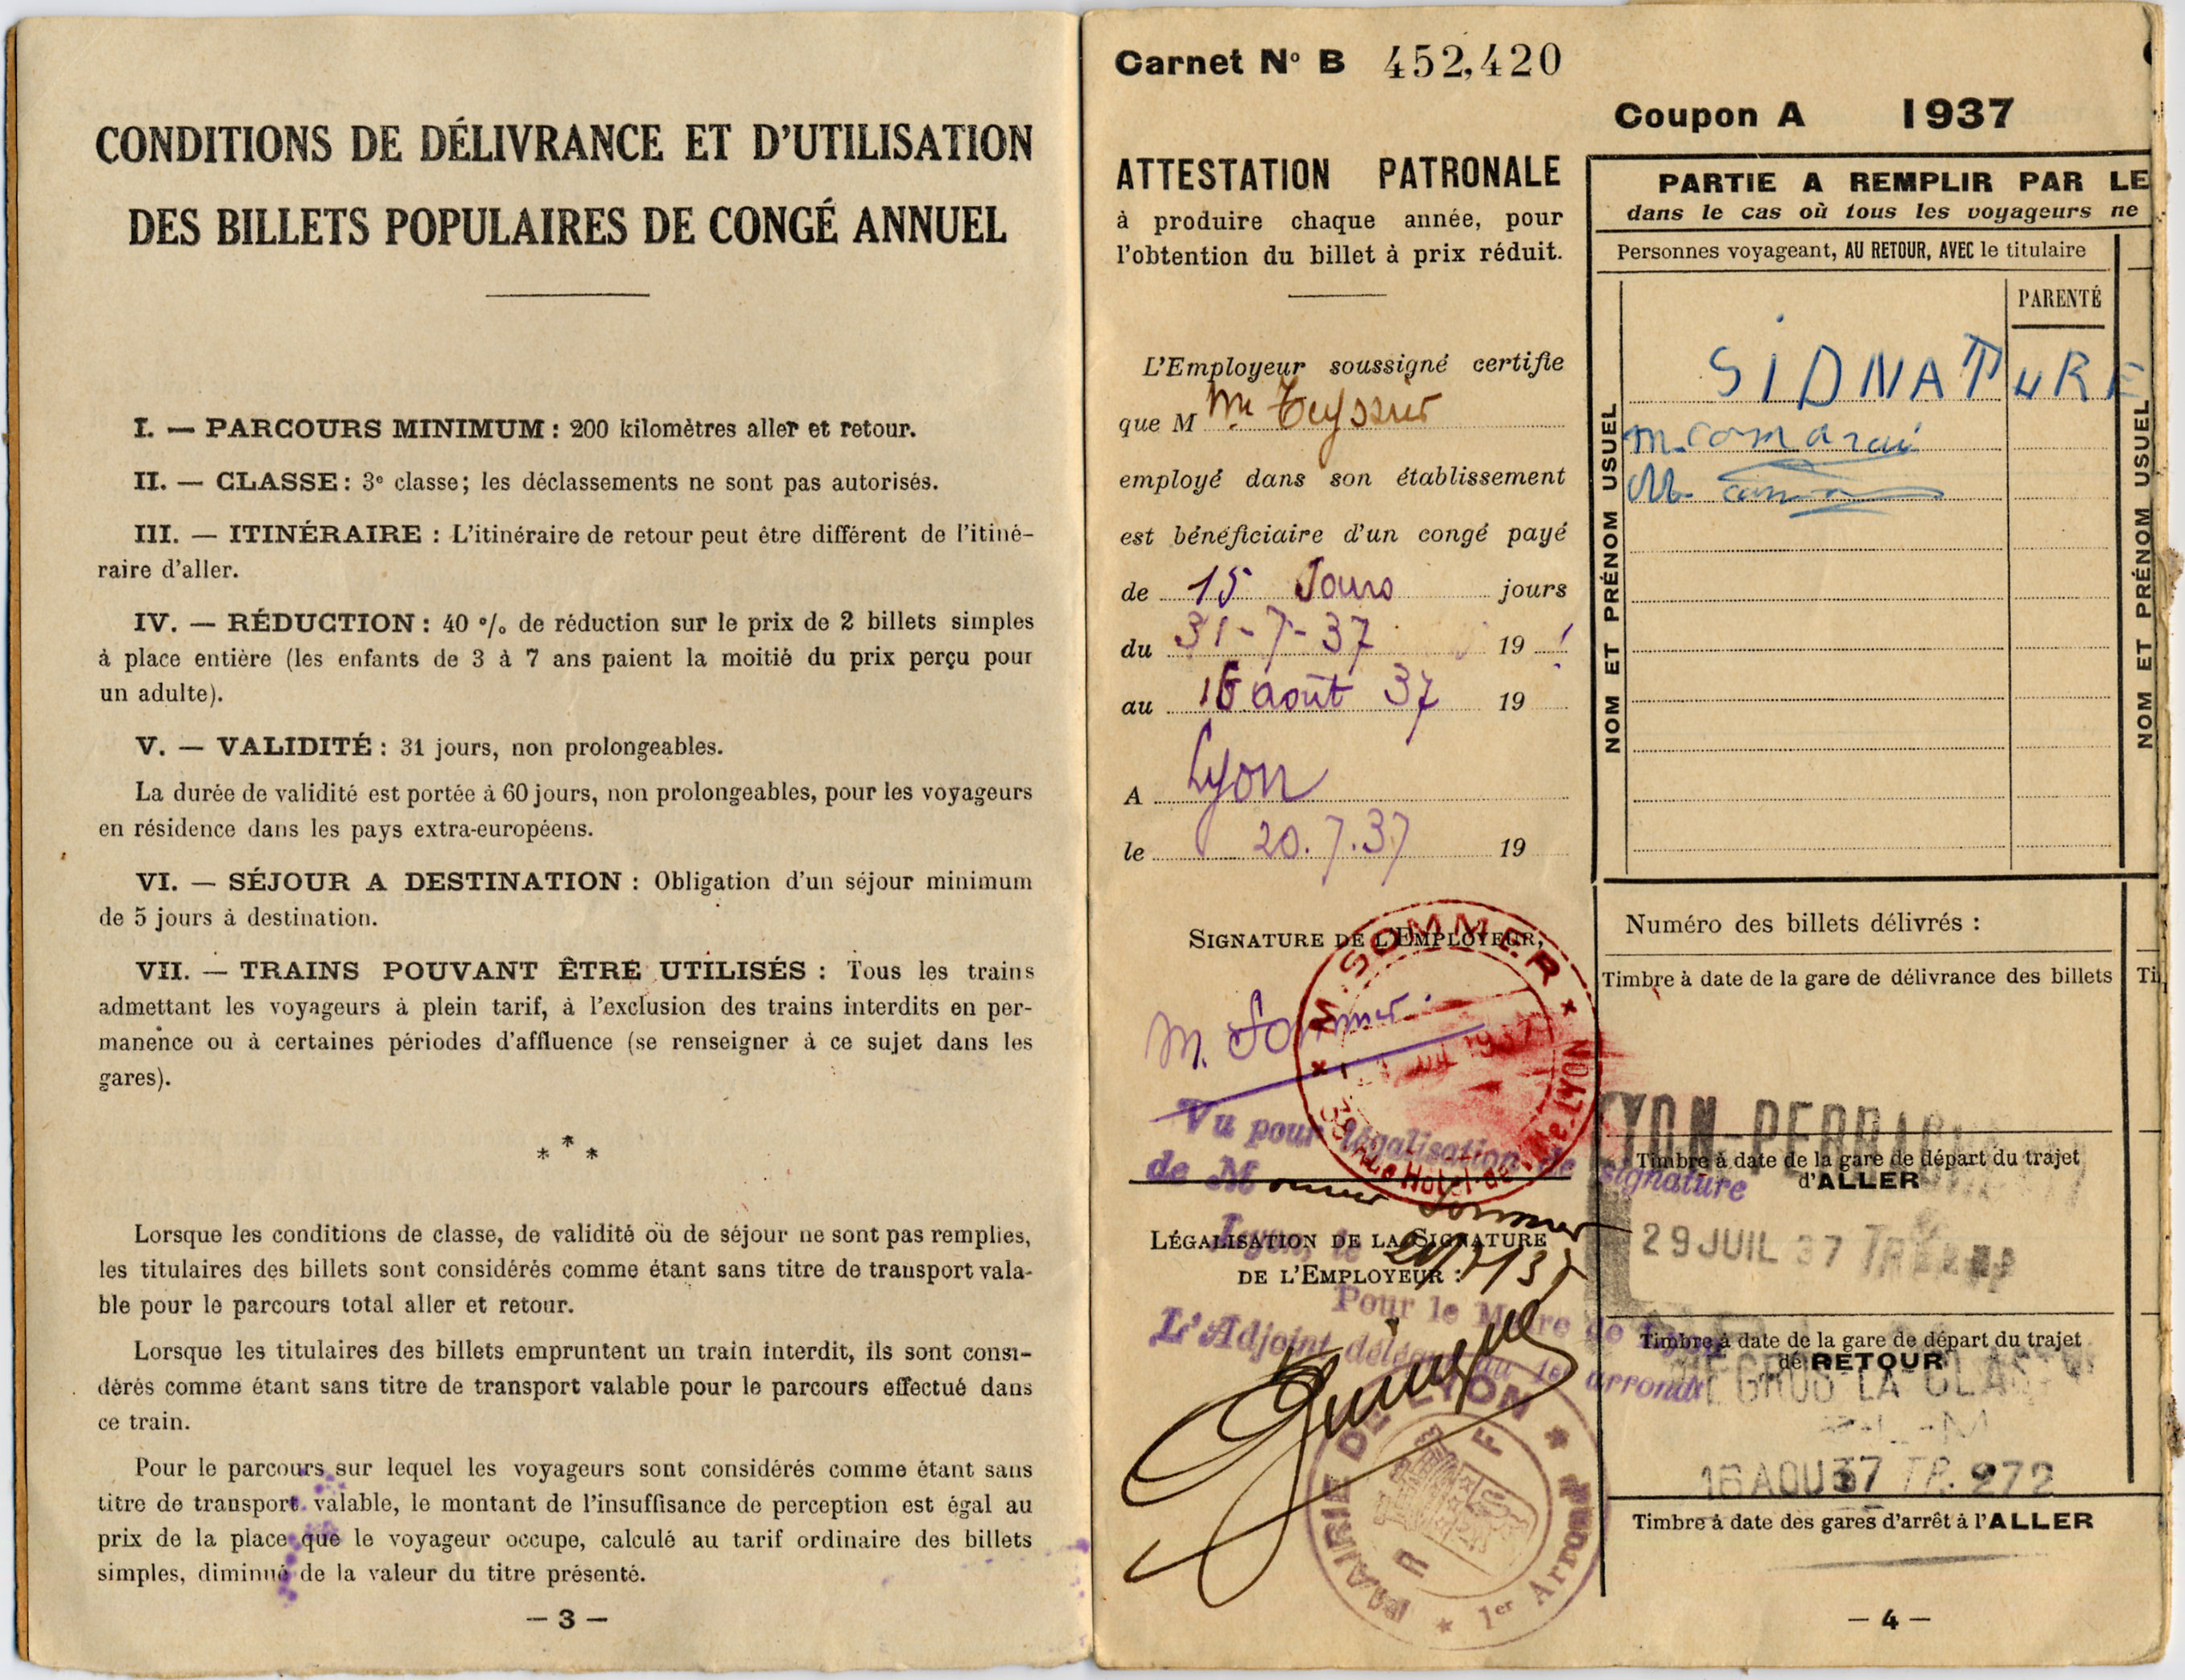 CONDITIONS DE DÉLIVRANCE ET D'UTILISATION
DES BILLETS POPULAIRES DE CONGÉ ANNUEL
I. — PARCOURS MINIMUM : 200 kilomètres aller et retour.
II. — CLASSE : 3e classe; les déclassements ne sont pas autorisés.
III. — ITINÉRAIRE : L'itinéraire de retour peut être différent de l'itiné-
raire d'aller.
IV. — RÉDUCTION : 40 % de réduction sur le prix de 2 billets simples
à place entière (les enfants de 3 à 7 ans paient la moitié du prix perçu pour
un adulte).
V. — VALIDITÉ : 31 jours, non prolongeables.
La durée de validité est portée à 60 jours, non prolongeables, pour les voyageurs
en résidence dans les pays extra-européens.
VI. — SÉJOUR A DESTINATION : Obligation d'un séjour minimum
de 5 jours à destination.
VII. — TRAINS POUVANT ÊTRE UTILISÉS : Tous les trains
admettant les voyageurs à plein tarif, à l'exclusion des trains interdits en per-
manence ou à certaines périodes d'affluence (se renseigner à ce sujet dans les
gares).
* * *
Lorsque les conditions de classe, de validité ou de séjour ne sont pas remplies,
les titulaires des billets sont considérés comme étant sans titre de transport vala-
ble pour le parcours total aller et retour.
Lorsque les titulaires des billets empruntent un train interdit, ils sont consi-
dérés comme étant sans titre de transport valable pour le parcours effectué dans
ce train.
Pour le parcours sur lequel les voyageurs sont considérés comme étant sans
titre de transport valable, le montant de l'insuffisance de perception est égal au
prix de la place que le voyageur occupe, calculé au tarif ordinaire des billets
simples, diminué de la valeur du titre présenté.
— 3 —
Carnet No B 452,420
ATTESTATION PATRONALE
à produire chaque année, pour
l'obtention du billet à prix réduit.
L'Employeur soussigné certifie
que M Mr Teyssier
employé dans son établissement
est bénéficiaire d'un congé payé
de 15 Jours jours
du 31-7-37 19
au 16 août 37 19
A Lyon
le 20.7.37 19
SIGNATURE DE L'EMPLOYEUR,
M. SOMMER
M. Sommer
Hôtel-de-Ville LYON
Vu pour légalisation de signature
de M Sommer
Lyon, le
LÉGALISATION DE LA SIGNATURE
DE L'EMPLOYEUR :
Pour le Maire de Lyon
L'Adjoint délégué au 1er arrondt
MAIRIE DE LYON
R F
1er Arrondt
Coupon A 1937
PARTIE A REMPLIR PAR LE
dans le cas où tous les voyageurs ne
Personnes voyageant, AU RETOUR, AVEC le titulaire
PARENTÉ
NOM ET PRÉNOM USUEL
NOM ET PRÉNOM USUEL
SIDNATURE
Numéro des billets délivrés :
Timbre à date de la gare de délivrance des billets
Ti
LYON-PERRACHE
Timbre à date de la gare de départ du trajet
d'ALLER
29 JUIL 37
Timbre à date de la gare de départ du trajet
de RETOUR
16 AOU 37 TR. 272
Timbre à date des gares d'arrêt à l'ALLER
— 4 —